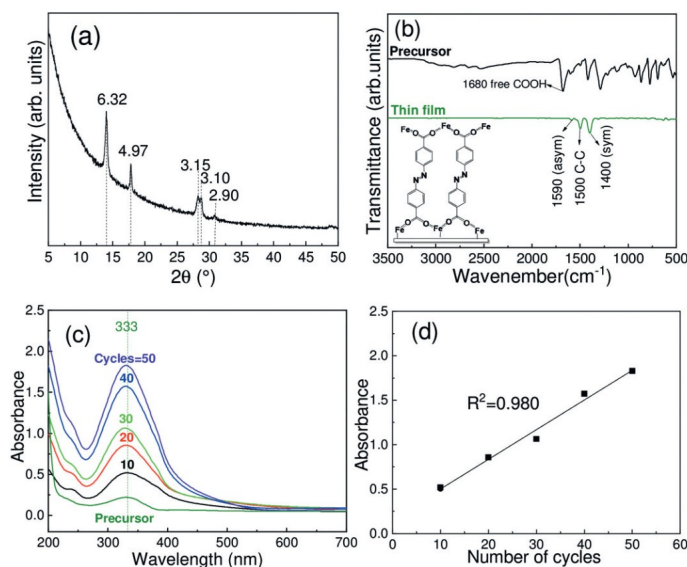 (a)
Intensity (arb. units)
6.32
4.97
3.15
3.10
2.90
5 10 15 20 25 30 35 40 45 50
2θ (°)
(b)
Transmittance (arb.units)
Precursor
1680 free COOH
Thin film
Fe O O Fe O O Fe
N N
N N
O O O O
Fe Fe Fe
1590 (asym)
1500 C-C
1400 (sym)
3500 3000 2500 2000 1500 1000 500
Wavenember(cm-1)
(c)
Absorbance
2.5
2.0
1.5
1.0
0.5
0.0
333
Cycles=50
40
30
20
10
Precursor
200 300 400 500 600 700
Wavelength (nm)
(d)
Absorbance
2.5
2.0
1.5
1.0
0.5
0.0
R2=0.980
0 10 20 30 40 50 60
Number of cycles